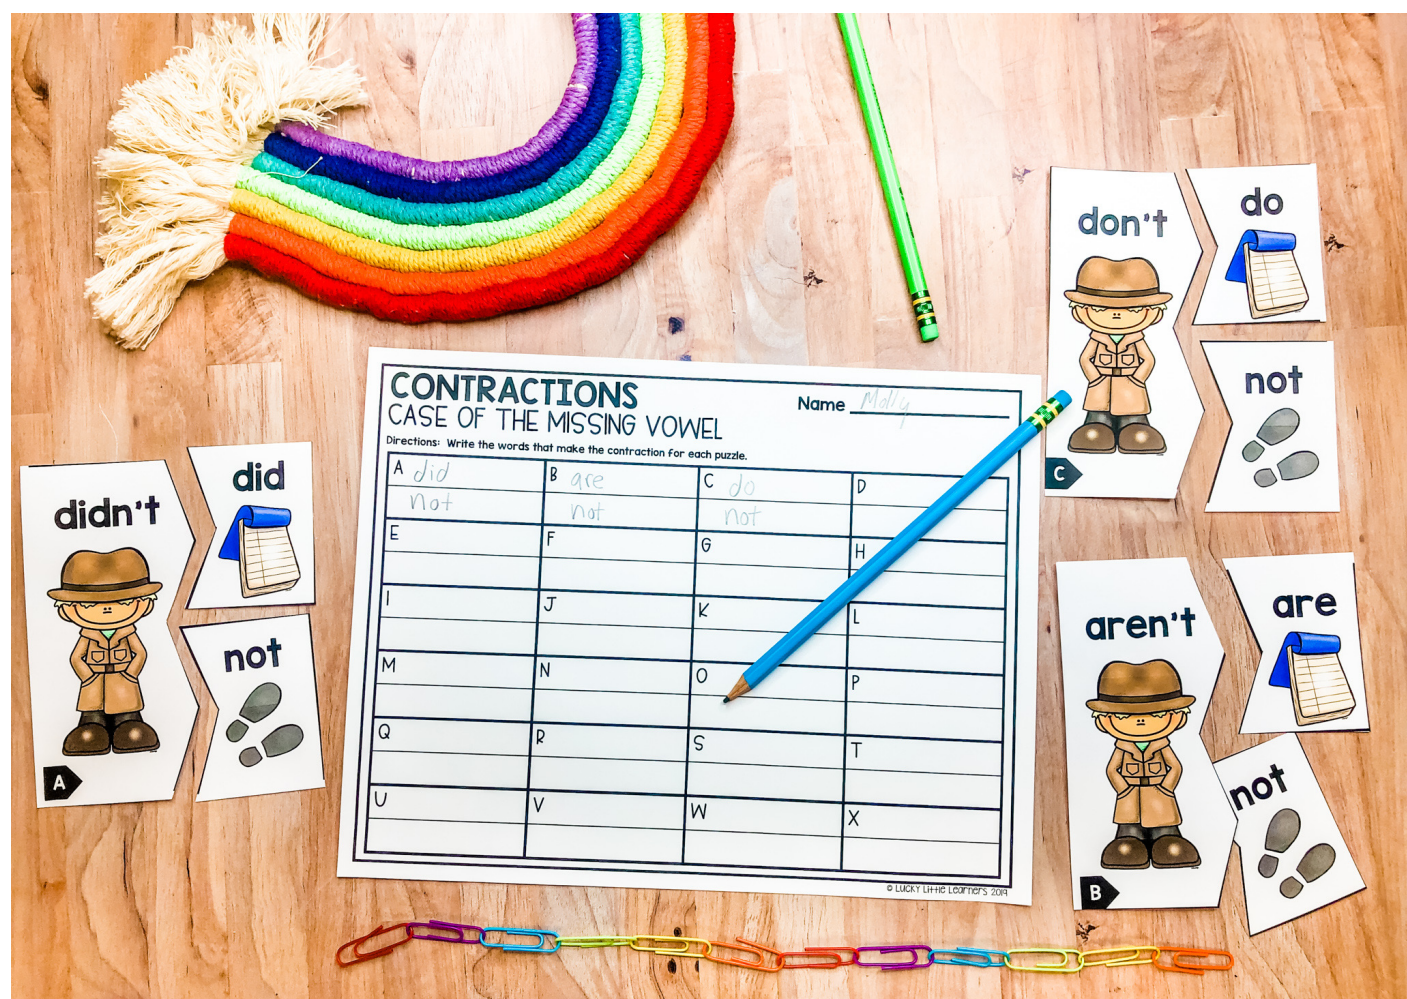 CONTRACTIONS
CASE OF THE MISSING VOWEL
Name Molly
Directions: Write the words that make the contraction for each puzzle.
A did
not
B are
not
C do
not
D
E
F
G
H
I
J
K
L
M
N
O
P
Q
R
S
T
U
V
W
X
© Lucky Little Learners 2019
didn't
did
not
A
don't
do
not
C
aren't
are
not
B